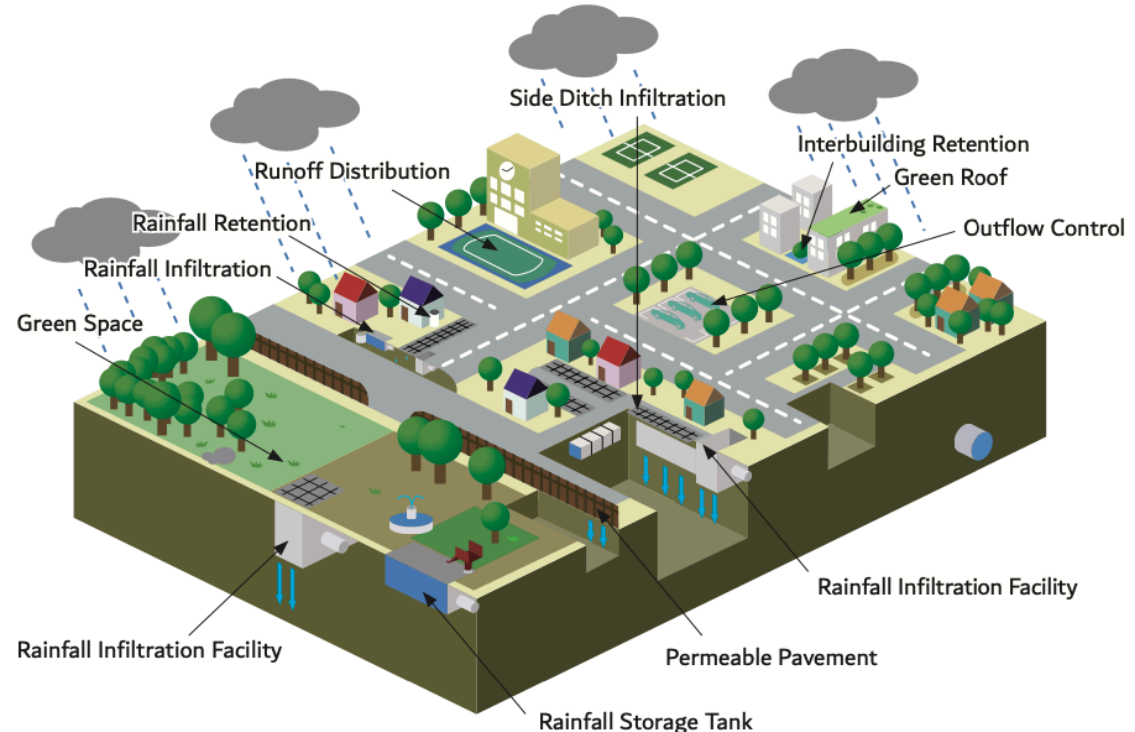 Side Ditch Infiltration
Interbuilding Retention
Runoff Distribution
Green Roof
Rainfall Retention
Outflow Control
Rainfall Infiltration
Green Space
Rainfall Infiltration Facility
Rainfall Infiltration Facility
Permeable Pavement
Rainfall Storage Tank